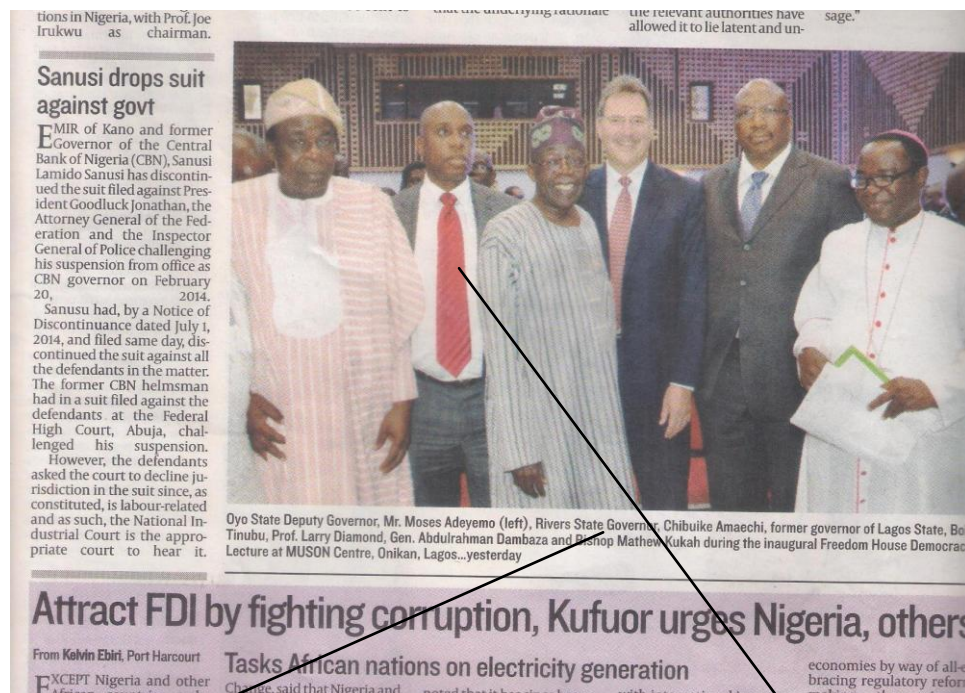 tions in Nigeria, with Prof. Joe
Irukwu as chairman.
Sanusi drops suit
against govt
EMIR of Kano and former
Governor of the Central
Bank of Nigeria (CBN), Sanusi
Lamido Sanusi has discontin-
ued the suit filed against Pres-
ident Goodluck Jonathan, the
Attorney General of the Fed-
eration and the Inspector
General of Police challenging
his suspension from office as
CBN governor on February
20, 2014.
Sanusu had, by a Notice of
Discontinuance dated July 1,
2014, and filed same day, dis-
continued the suit against all
the defendants in the matter.
The former CBN helmsman
had in a suit filed against the
defendants at the Federal
High Court, Abuja, chal-
lenged his suspension.
However, the defendants
asked the court to decline ju-
risdiction in the suit since, as
constituted, is labour-related
and as such, the National In-
dustrial Court is the appro-
priate court to hear it.
that the underlying rationale
the relevant authorities have
allowed it to lie latent and un-
sage."
Oyo State Deputy Governor, Mr. Moses Adeyemo (left), Rivers State Governor, Chibuike Amaechi, former governor of Lagos State, Bo
Tinubu, Prof. Larry Diamond, Gen. Abdulrahman Dambaza and Bishop Mathew Kukah during the inaugural Freedom House Democrac
Lecture at MUSON Centre, Onikan, Lagos...yesterday
Attract FDI by fighting corruption, Kufuor urges Nigeria, others
From Kelvin Ebiri, Port Harcourt
EXCEPT Nigeria and other
Tasks African nations on electricity generation
Change, said that Nigeria and
economies by way of all-e
bracing regulatory refor